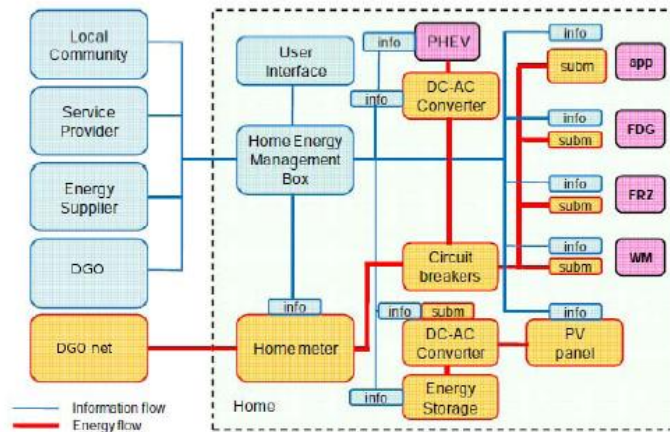 Local
Community
Service
Provider
Energy
Supplier
DGO
DGO net
Information flow
Energy flow
User
Interface
Home Energy
Management
Box
info
Home meter
Home
info
PHEV
info
DC-AC
Converter
Circuit
breakers
info
subm
DC-AC
Converter
info
Energy
Storage
info
subm
app
info
subm
FDG
info
subm
FRZ
info
subm
WM
info
PV
panel